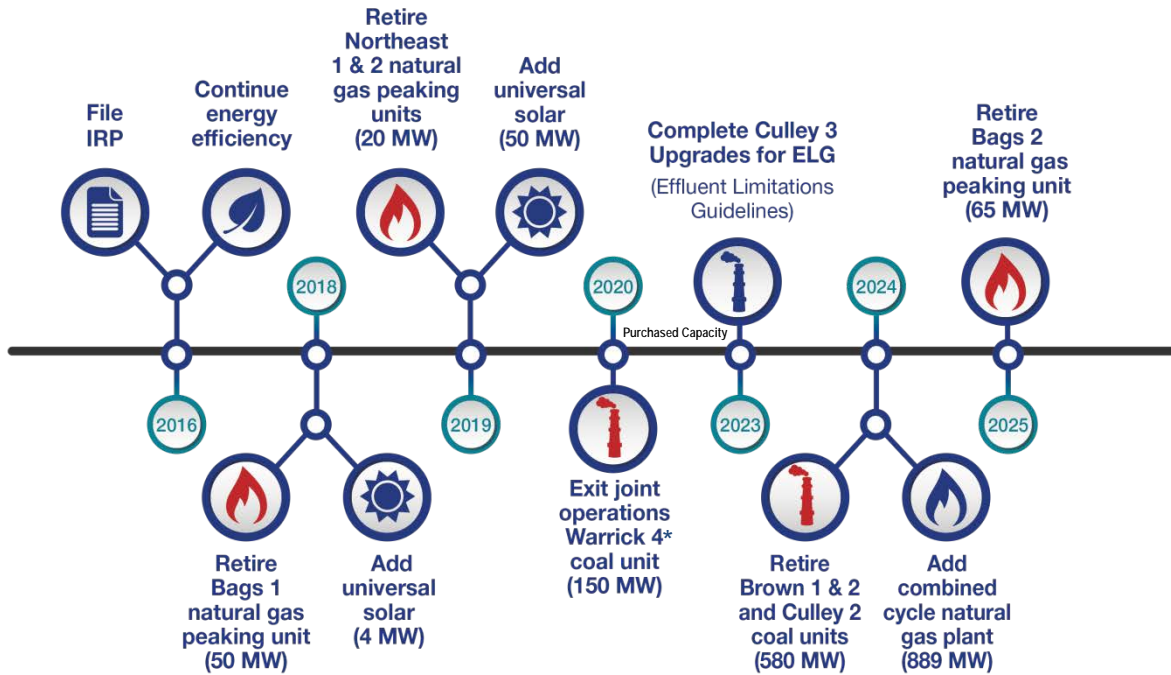 File
IRP
Continue
energy
efficiency
2016
2018
Retire
Bags 1
natural gas
peaking unit
(50 MW)
Add
universal
solar
(4 MW)
Retire
Northeast
1 & 2 natural
gas peaking
units
(20 MW)
Add
universal
solar
(50 MW)
2019
2020
Exit joint
operations
Warrick 4*
coal unit
(150 MW)
Purchased Capacity
Complete Culley 3
Upgrades for ELG
(Effluent Limitations
Guidelines)
2023
2024
Retire
Brown 1 & 2
and Culley 2
coal units
(580 MW)
Add
combined
cycle natural
gas plant
(889 MW)
Retire
Bags 2
natural gas
peaking unit
(65 MW)
2025